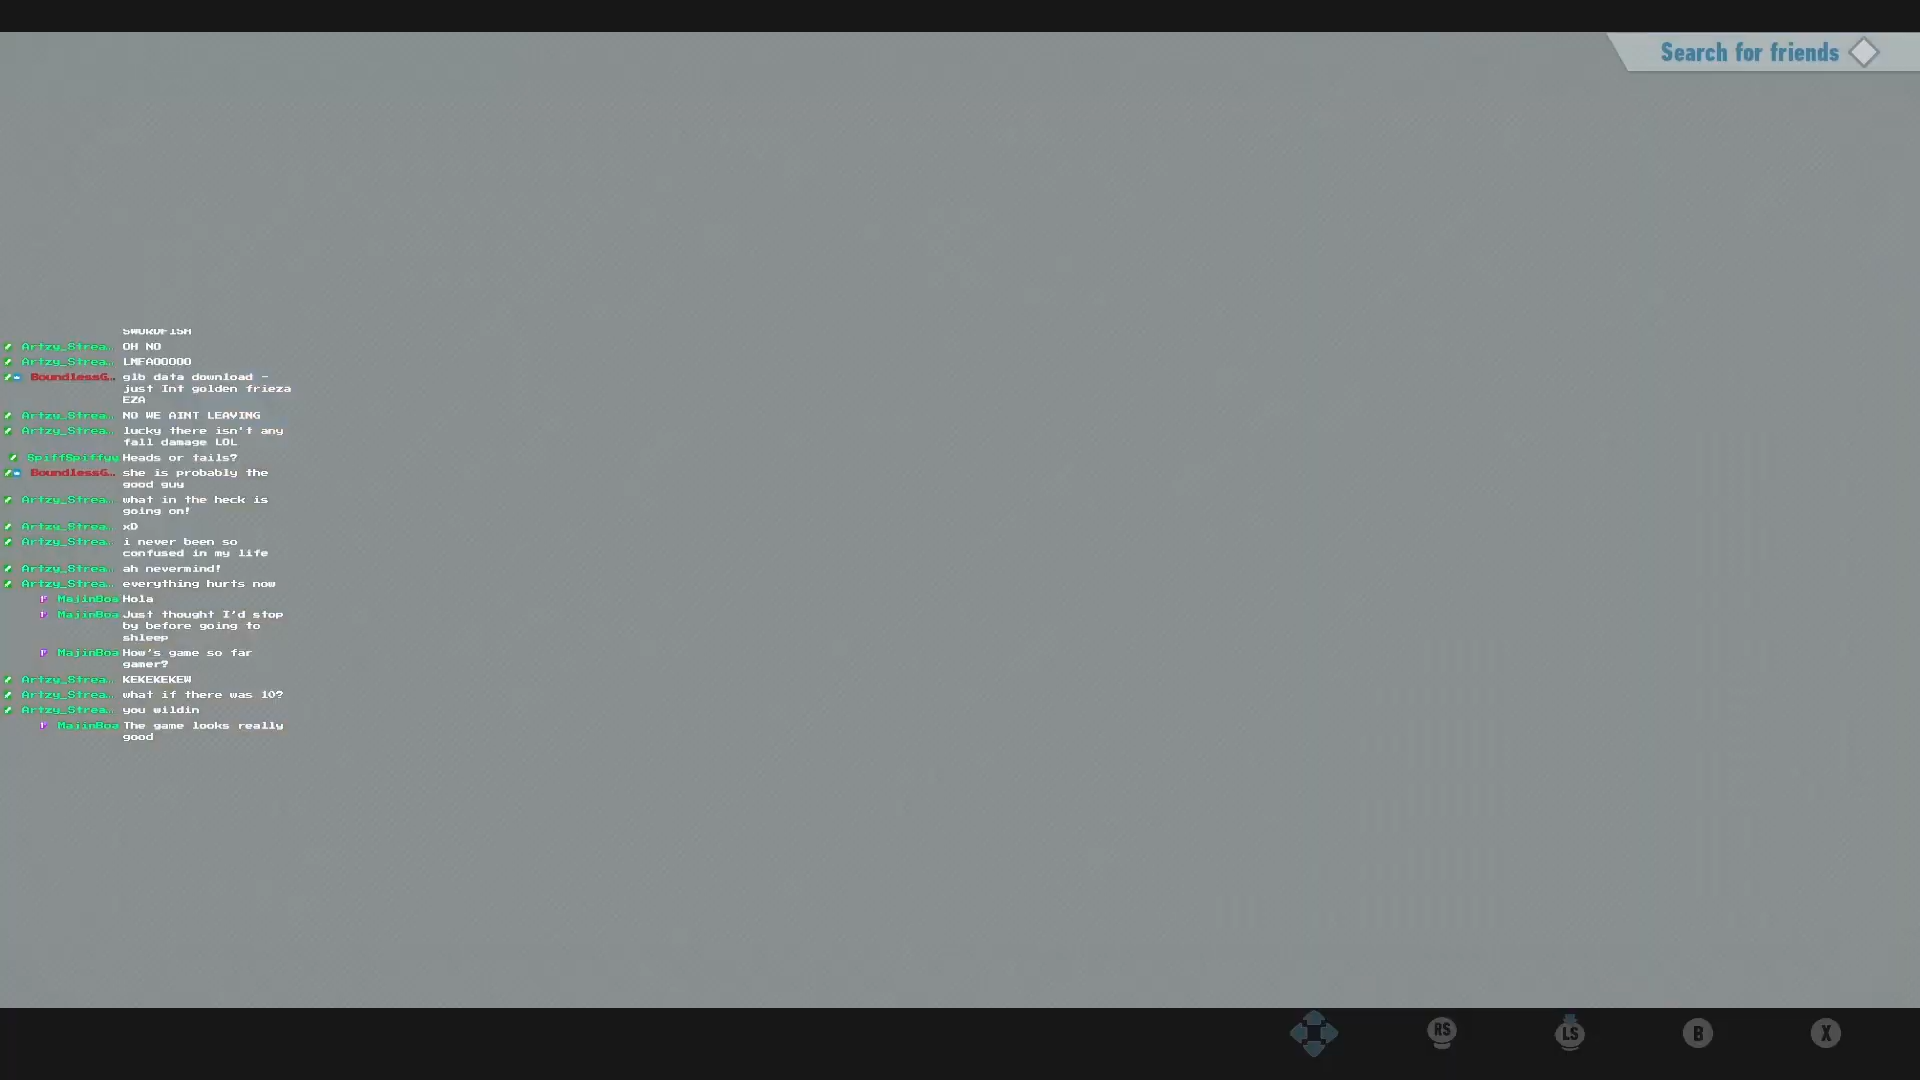 Search for friends
SWORDFISH
Artzy_Strea.. OH NO
Artzy_Strea.. LMFAOOOOO
BoundlessG.. glb data download -
just Int golden frieza
EZA
Artzy_Strea.. NO WE AINT LEAVING
Artzy_Strea.. lucky there isn't any
fall damage LOL
SpiffSpiffyy Heads or tails?
BoundlessG.. she is probably the
good guy
Artzy_Strea.. what in the heck is
going on!
Artzy_Strea.. xD
Artzy_Strea.. i never been so
confused in my life
Artzy_Strea.. ah nevermind!
Artzy_Strea.. everything hurts now
MajinBoa Hola
MajinBoa Just thought I'd stop
by before going to
shleep
MajinBoa How's game so far
gamer?
Artzy_Strea.. KEKEKEKEW
Artzy_Strea.. what if there was 10?
Artzy_Strea.. you wildin
MajinBoa The game looks really
good
RS LS B X